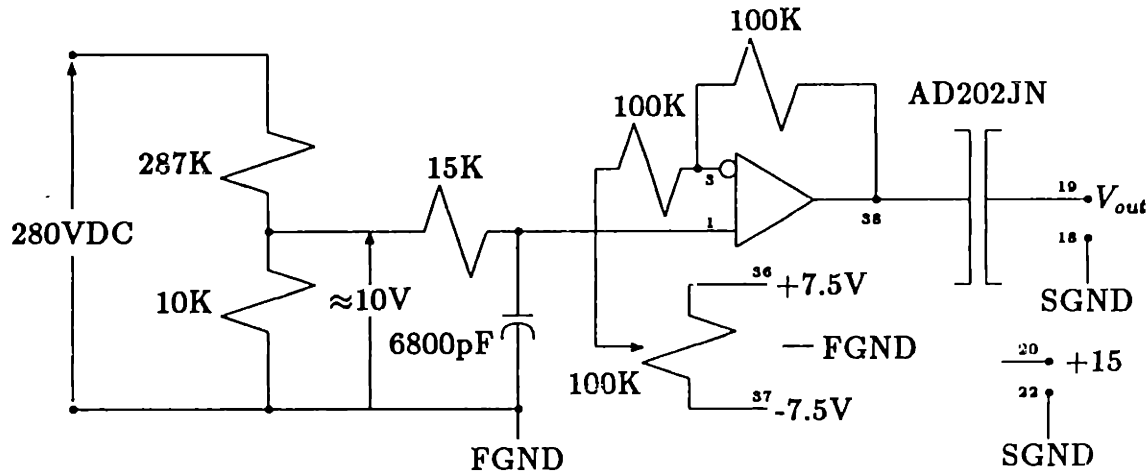 100K
AD202JN
100K
287K
15K
3
19
V_out
38
18
1
280VDC
10K
≈10V
36
+7.5V
SGND
6800pF
FGND
20
+15
100K
37
-7.5V
22
FGND
SGND